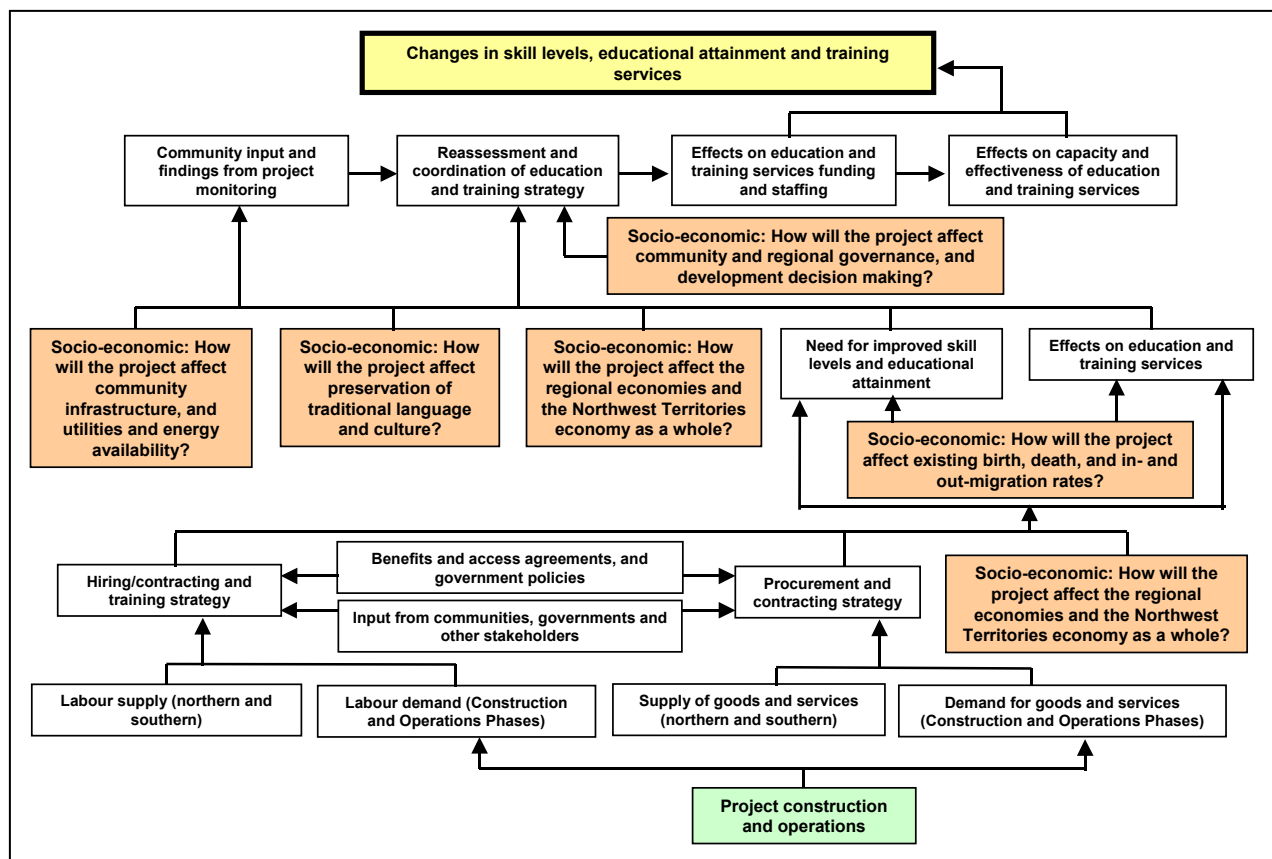 Changes in skill levels, educational attainment and training
services
Community input and
findings from project
monitoring
Reassessment and
coordination of education
and training strategy
Effects on education and
training services funding
and staffing
Effects on capacity and
effectiveness of education
and training services
Socio-economic: How will the project affect
community and regional governance, and
development decision making?
Socio-economic: How
will the project affect
community
infrastructure, and
utilities and energy
availability?
Socio-economic: How
will the project affect
preservation of
traditional language
and culture?
Socio-economic: How
will the project affect the
regional economies and
the Northwest Territories
economy as a whole?
Need for improved skill
levels and educational
attainment
Effects on education and
training services
Socio-economic: How will the project
affect existing birth, death, and in- and
out-migration rates?
Hiring/contracting and
training strategy
Benefits and access agreements, and
government policies
Input from communities, governments and
other stakeholders
Procurement and
contracting strategy
Socio-economic: How will the
project affect the regional
economies and the Northwest
Territories economy as a whole?
Labour supply (northern and
southern)
Labour demand (Construction
and Operations Phases)
Supply of goods and services
(northern and southern)
Demand for goods and services
(Construction and Operations Phases)
Project construction
and operations